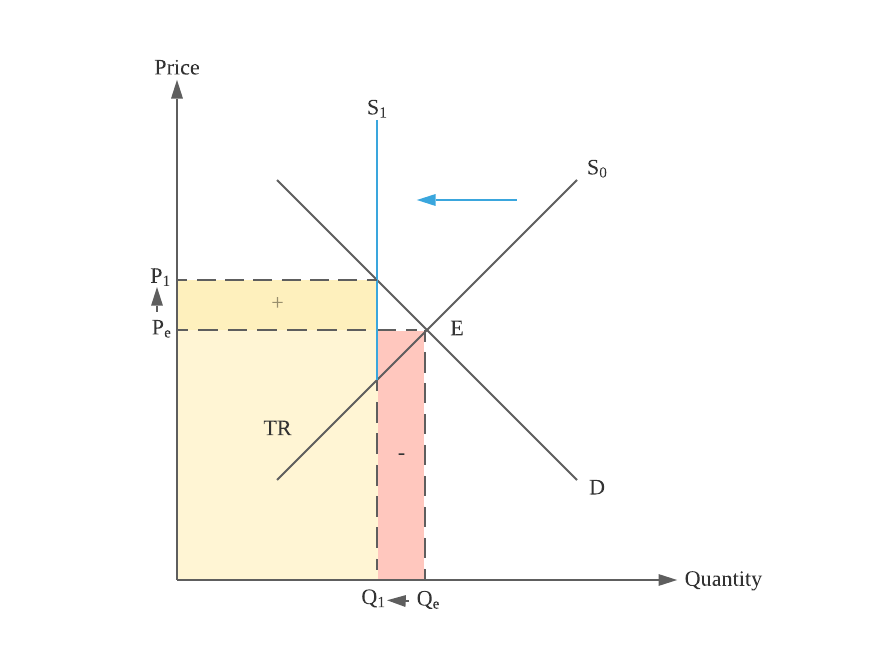 Price
S₁
S₀
P₁
+
Pₑ
E
TR
-
D
Quantity
Q₁
Qₑ